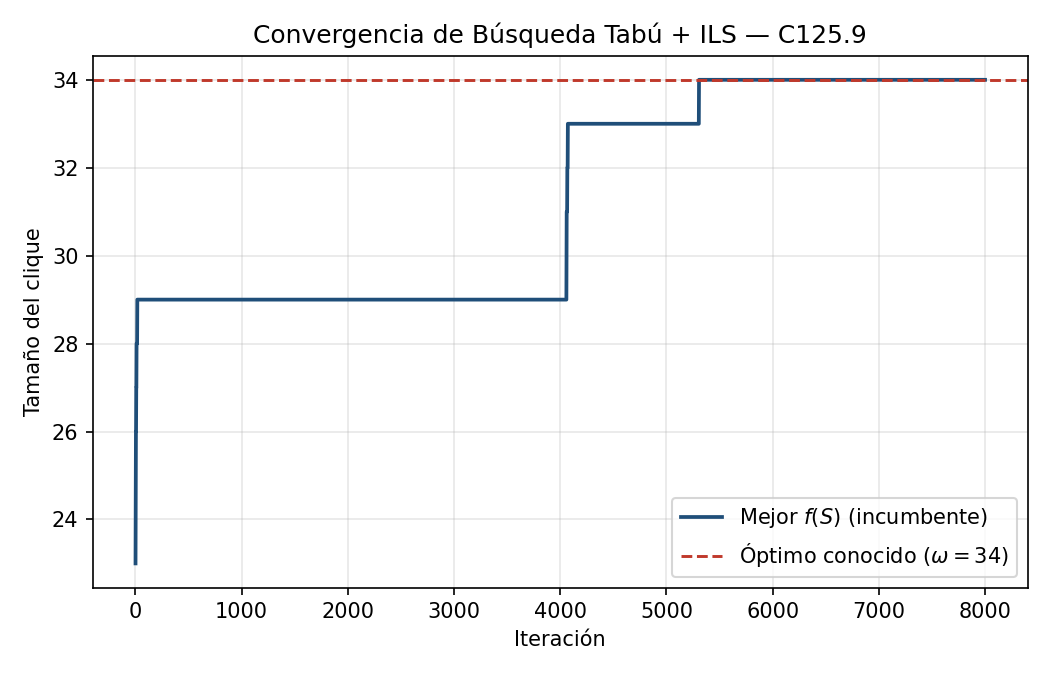 Convergencia de Búsqueda Tabú + ILS — C125.9
Tamaño del clique
34
32
30
28
26
24
Mejor f(S) (incumbente)
Óptimo conocido (ω = 34)
0 1000 2000 3000 4000 5000 6000 7000 8000
Iteración